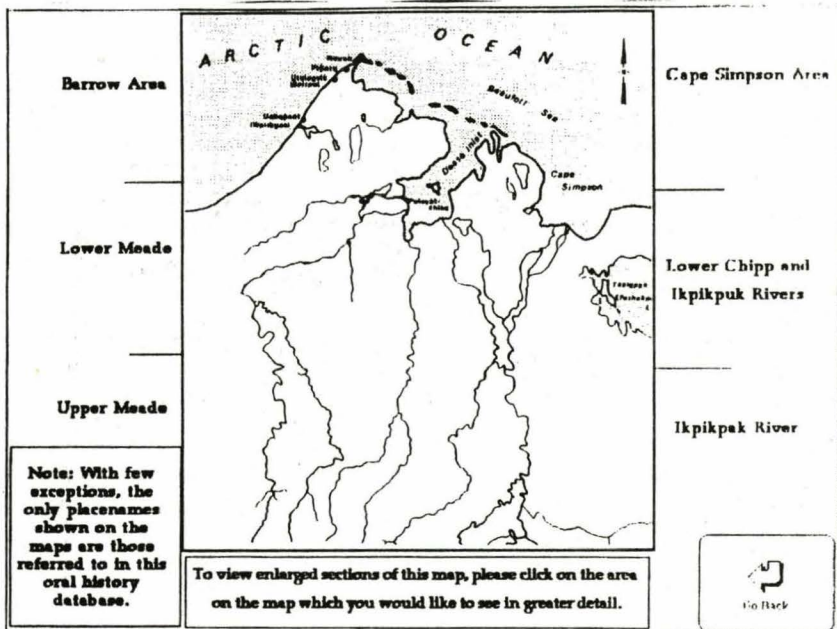 ARCTIC OCEAN
Barrow Area
Cape Simpson Area
Beaufort Sea
Dease Inlet
Cape
Simpson
Lower Meade
Lower Chipp and
Ikpikpuk Rivers
Upper Meade
Ikpikpak River
Note: With few
exceptions, the
only placenames
shown on the
maps are those
referred to in this
oral history
database.
To view enlarged sections of this map, please click on the area
on the map which you would like to see in greater detail.
Go Back